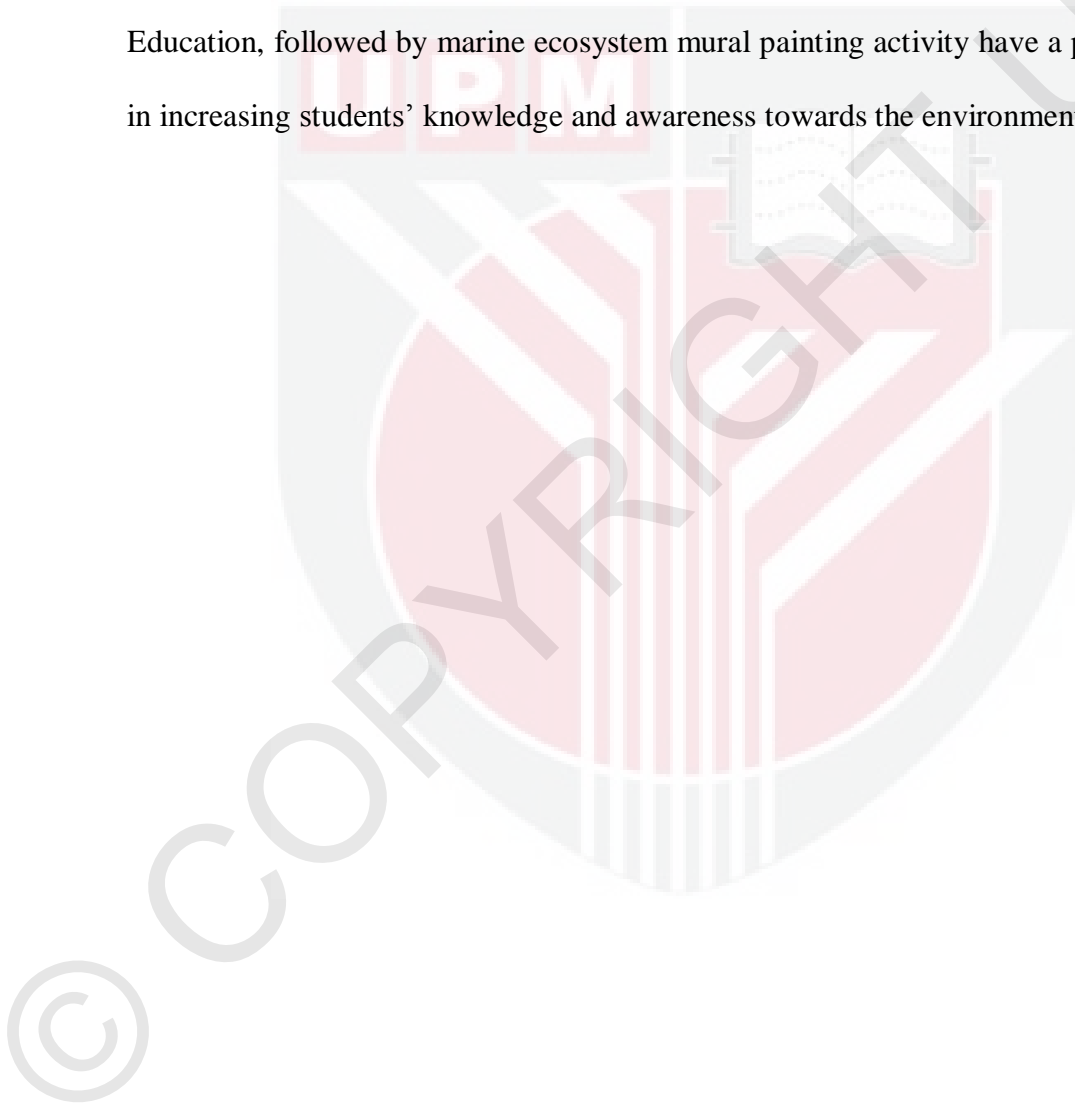 Education, followed by marine ecosystem mural painting activity have a
in increasing students’ knowledge and awareness towards the environment
UPM
© COPYRIGHT U